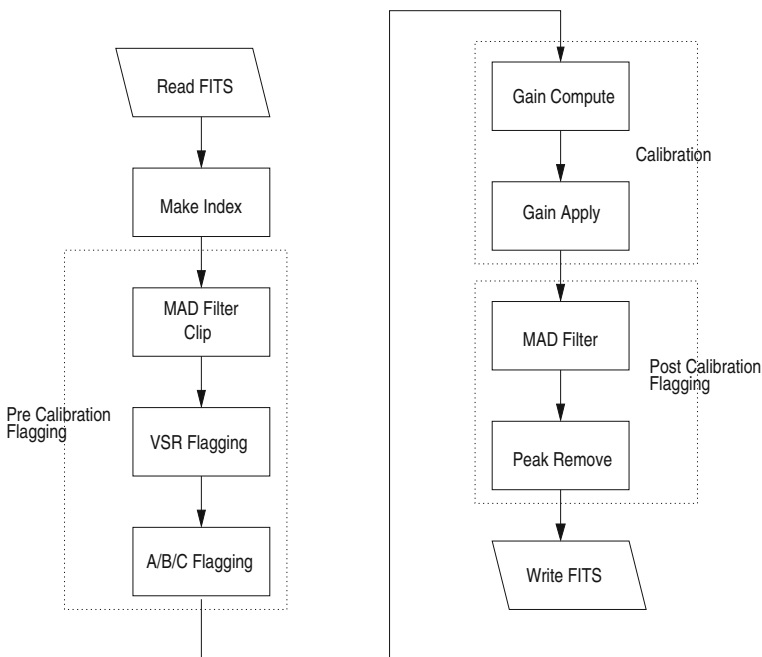 Read FITS
Make Index
MAD Filter
Clip
Pre Calibration
Flagging
VSR Flagging
A/B/C Flagging
Gain Compute
Calibration
Gain Apply
MAD Filter
Post Calibration
Flagging
Peak Remove
Write FITS